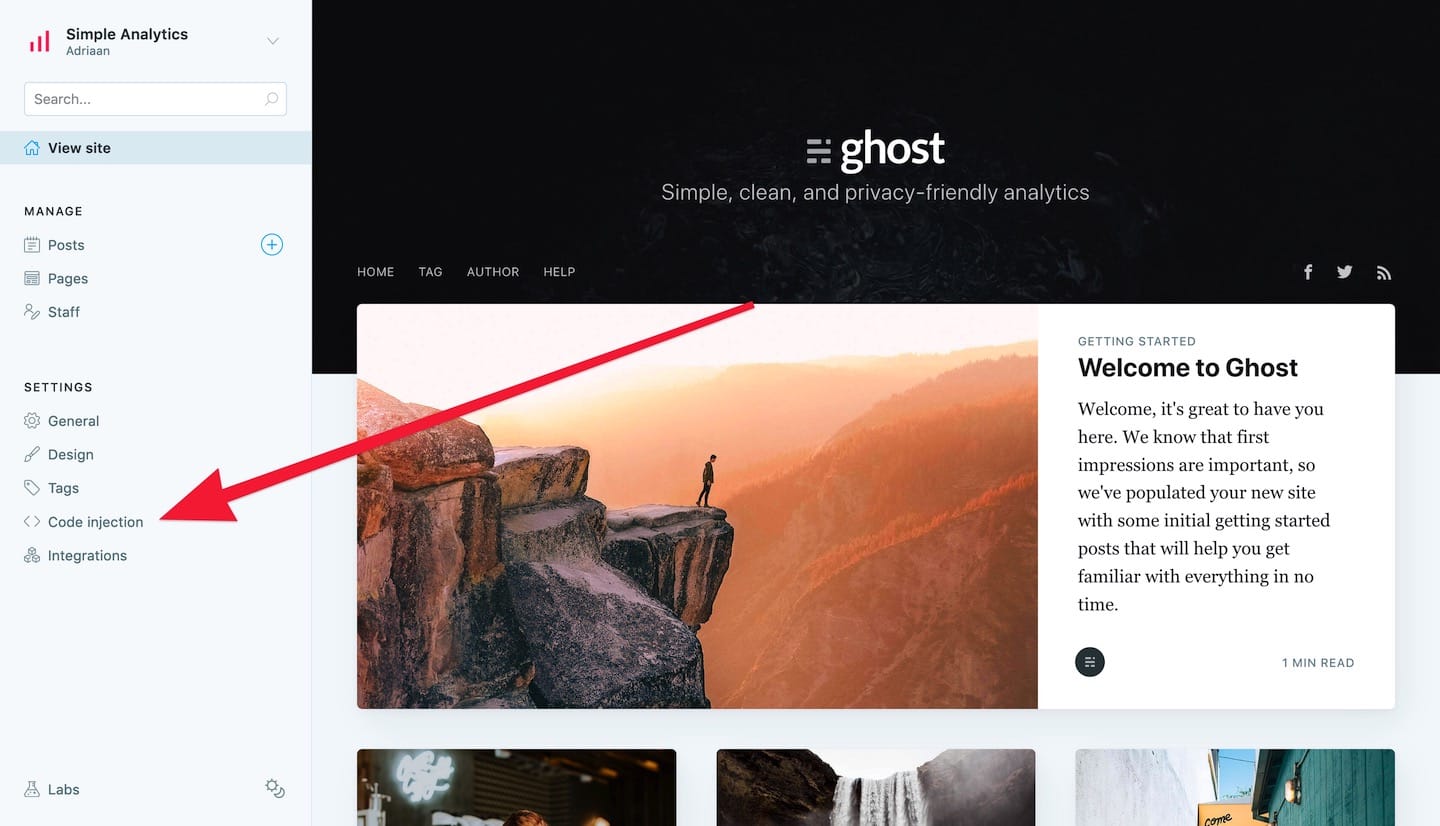 Simple Analytics
Adriaan
Search...
View site
MANAGE
Posts
Pages
Staff
SETTINGS
General
Design
Tags
Code injection
Integrations
Labs
ghost
Simple, clean, and privacy-friendly analytics
HOME TAG AUTHOR HELP
GETTING STARTED
Welcome to Ghost
Welcome, it's great to have you
here. We know that first
impressions are important, so
we've populated your new site
with some initial getting started
posts that will help you get
familiar with everything in no
time.
1 MIN READ
come